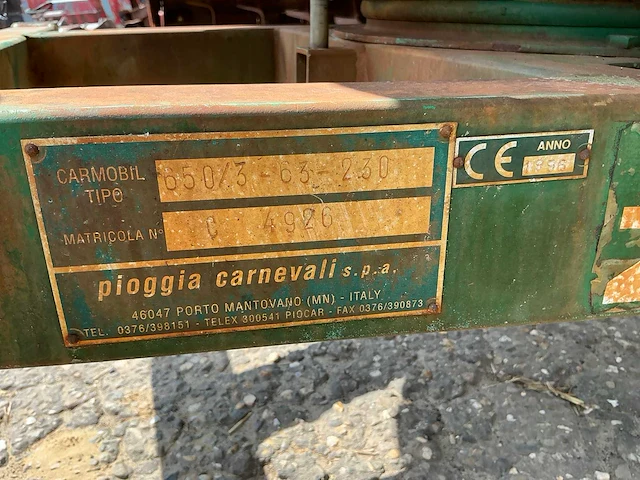 CARMOBIL
TIPO 650/3-63-230
MATRICOLA N° C 4926
pioggia carnevali s.p.a.
46047 PORTO MANTOVANO (MN) - ITALY
TEL. 0376/398151 - TELEX 300541 PIOCAR - FAX 0376/390873
CE ANNO
1996